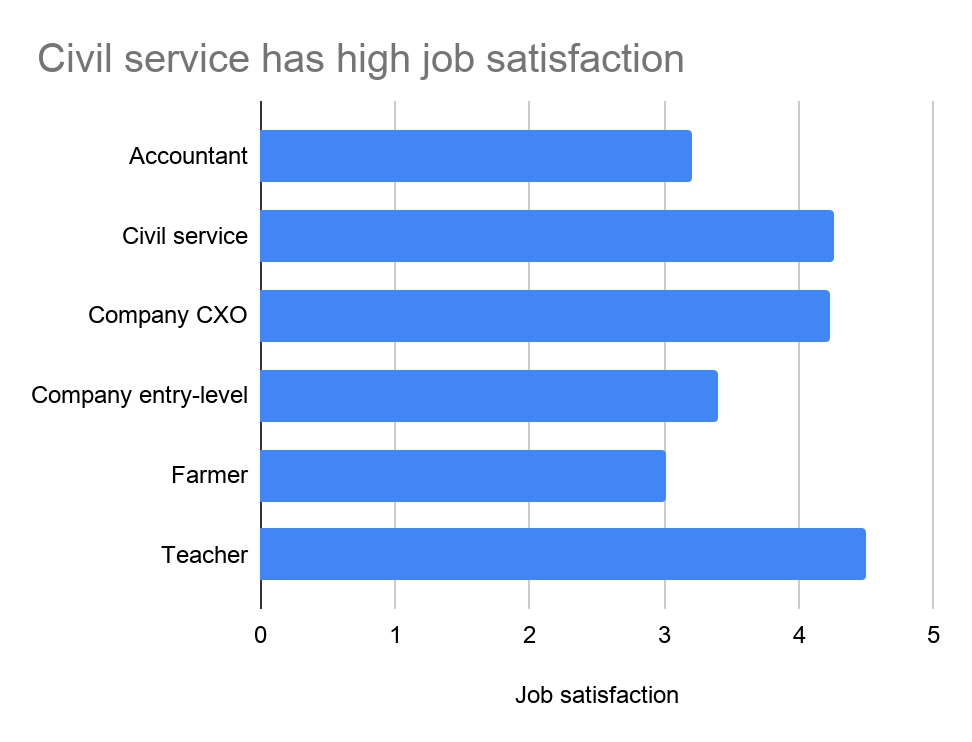 Civil service has high job satisfaction
Accountant
Civil service
Company CXO
Company entry-level
Farmer
Teacher
0 1 2 3 4 5
Job satisfaction